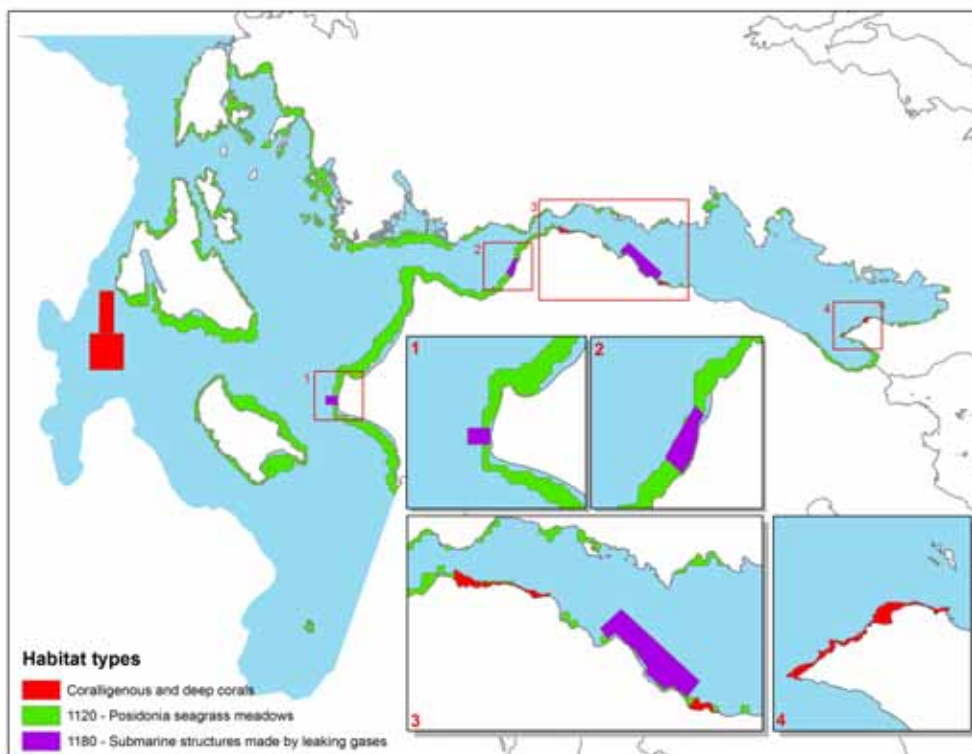 3
2
4
1
1
2
3
4
Habitat types
Coralligenous and deep corals
1120 - Posidonia seagrass meadows
1180 - Submarine structures made by leaking gases